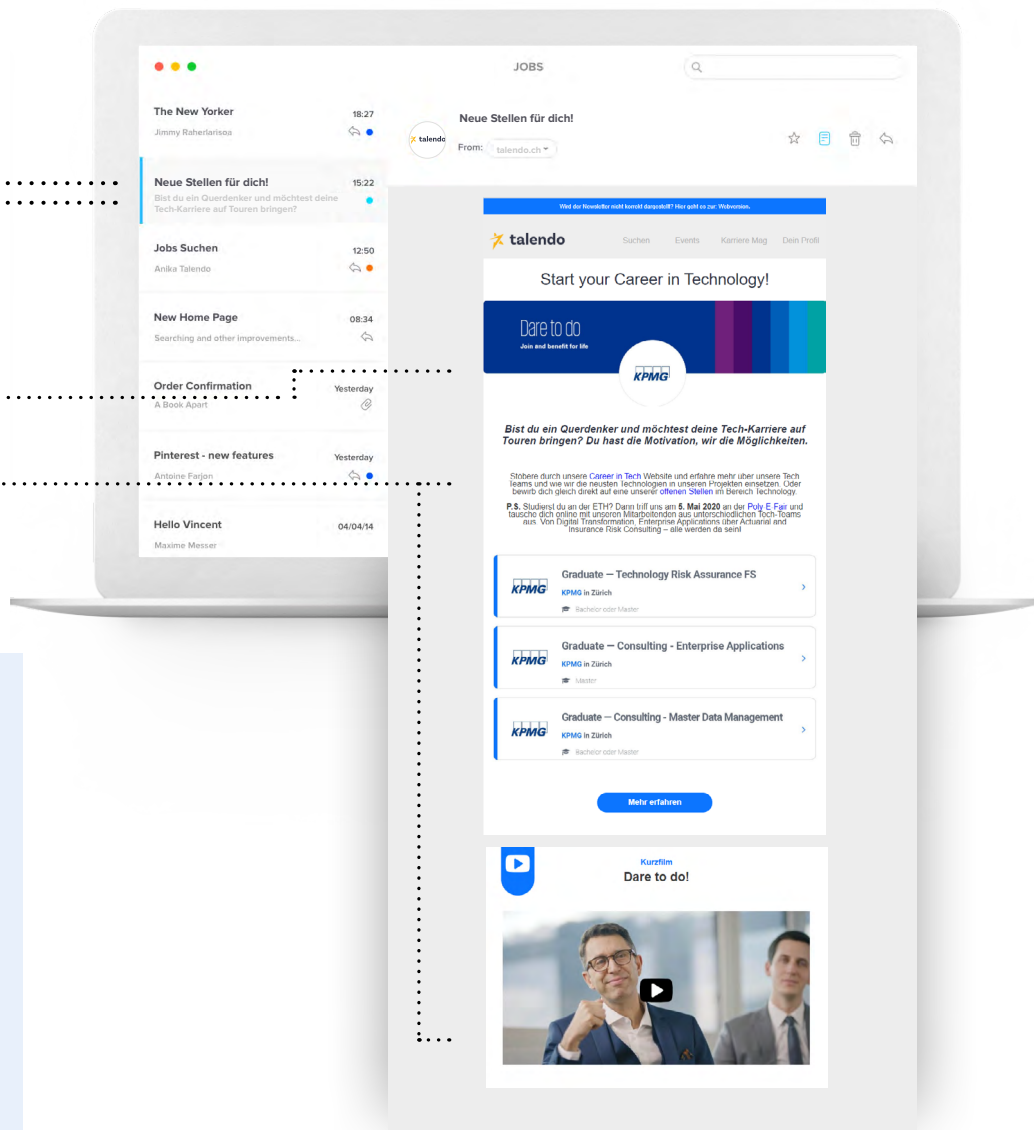 JOBS
The New Yorker
18:27
Jimmy Raherlarisoa
Neue Stellen für dich!
15:22
Bist du ein Querdenker und möchtest deine
Tech-Karriere auf Touren bringen?
Jobs Suchen
12:50
Anika Talendo
New Home Page
08:34
Searching and other improvements...
Order Confirmation
Yesterday
A Book Apart
Pinterest - new features
Yesterday
Antoine Farjon
Hello Vincent
04/04/14
Maxime Messer
talendo
Neue Stellen für dich!
From: talendo.ch
Wird der Newsletter nicht korrekt dargestellt? Hier geht es zur: Webversion.
talendo
Suchen Events Karriere Mag Dein Profil
Start your Career in Technology!
Dare to do
Join and benefit for life
KPMG
Bist du ein Querdenker und möchtest deine Tech-Karriere auf
Touren bringen? Du hast die Motivation, wir die Möglichkeiten.
Stöbere durch unsere Career in Tech Website und erfahre mehr über unsere Tech
Teams und wie wir die neusten Technologien in unseren Projekten einsetzen. Oder
bewirb dich gleich direkt auf eine unserer offenen Stellen im Bereich Technology.
P.S. Studierst du an der ETH? Dann triff uns am 5. Mai 2020 an der Poly E Fair und
tausche dich online mit unseren Mitarbeitenden aus unterschiedlichen Tech-Teams
aus. Von Digital Transformation, Enterprise Applications über Actuarial and
Insurance Risk Consulting – alle werden da sein!
KPMG
Graduate — Technology Risk Assurance FS
KPMG in Zürich
Bachelor oder Master
KPMG
Graduate — Consulting - Enterprise Applications
KPMG in Zürich
Master
KPMG
Graduate — Consulting - Master Data Management
KPMG in Zürich
Bachelor oder Master
Mehr erfahren
Kurzfilm
Dare to do!